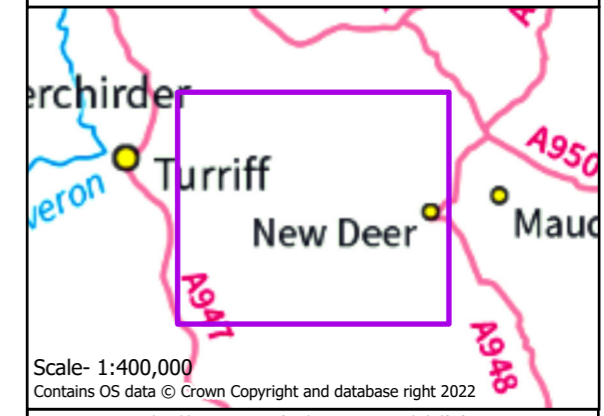 erchirder
A950
Turriff
veron
New Deer
Maud
A947
A948
Scale- 1:400,000
Contains OS data © Crown Copyright and database right 2022